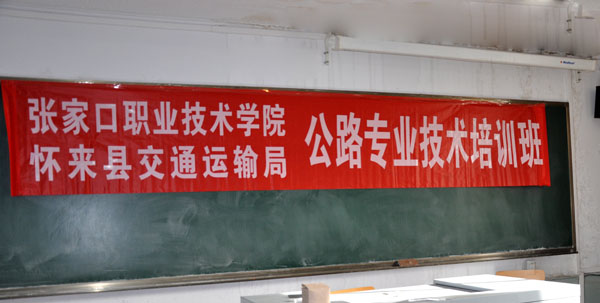 张家口职业技术学院
怀来县交通运输局
公路专业技术培训班